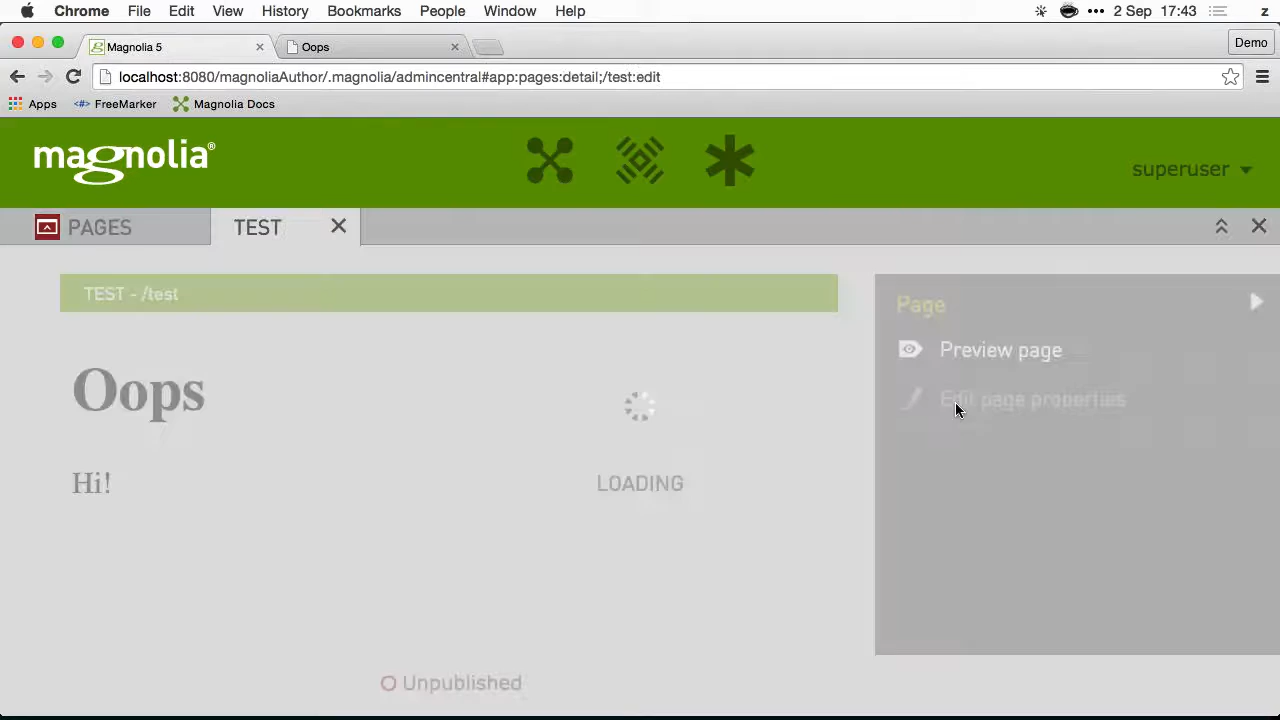 Chrome File Edit View History Bookmarks People Window Help 2 Sep 17:43 z
Magnolia 5 Oops Demo
localhost:8080/magnoliaAuthor/.magnolia/admincentral#app:pages:detail;/test:edit
Apps FreeMarker Magnolia Docs
magnolia® superuser
PAGES TEST
TEST - /test Page
Preview page
Oops Edit page properties
Hi! LOADING
Unpublished